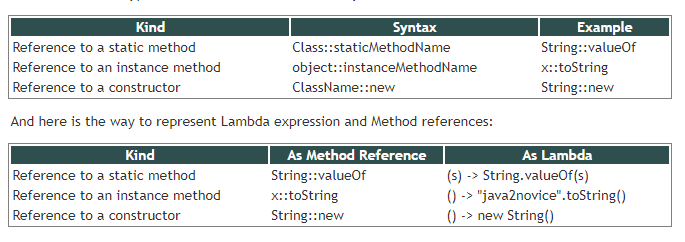 Kind Syntax Example
Reference to a static method Class::staticMethodName String::valueOf
Reference to an instance method object::instanceMethodName x::toString
Reference to a constructor ClassName::new String::new
And here is the way to represent Lambda expression and Method references:
Kind As Method Reference As Lambda
Reference to a static method String::valueOf (s) -> String.valueOf(s)
Reference to an instance method x::toString () -> "java2novice".toString()
Reference to a constructor String::new () -> new String()